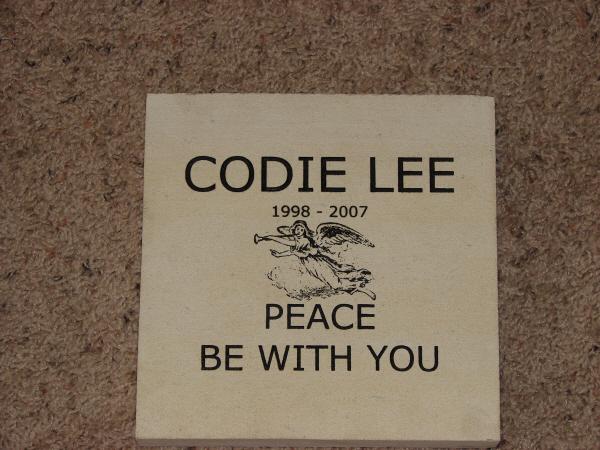 CODIE LEE
1998 - 2007
PEACE
BE WITH YOU